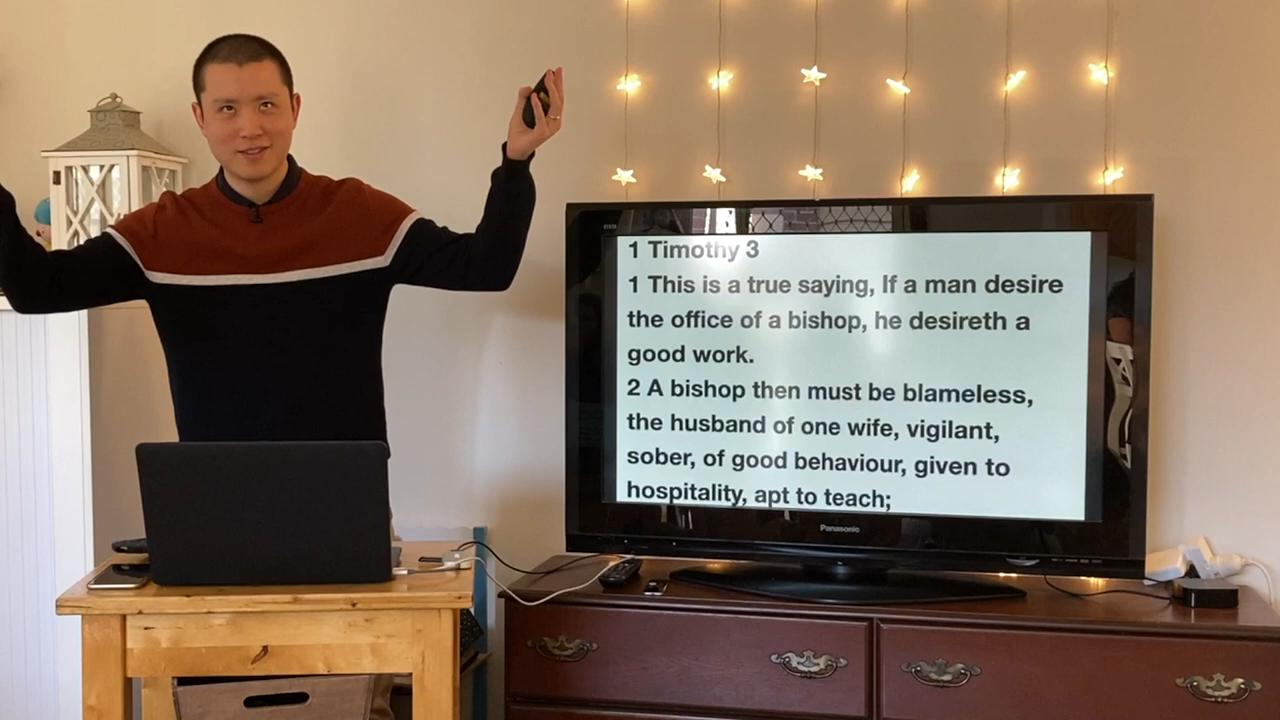 1 Timothy 3
1 This is a true saying, If a man desire
the office of a bishop, he desireth a
good work.
2 A bishop then must be blameless,
the husband of one wife, vigilant,
sober, of good behaviour, given to
hospitality, apt to teach;
Panasonic